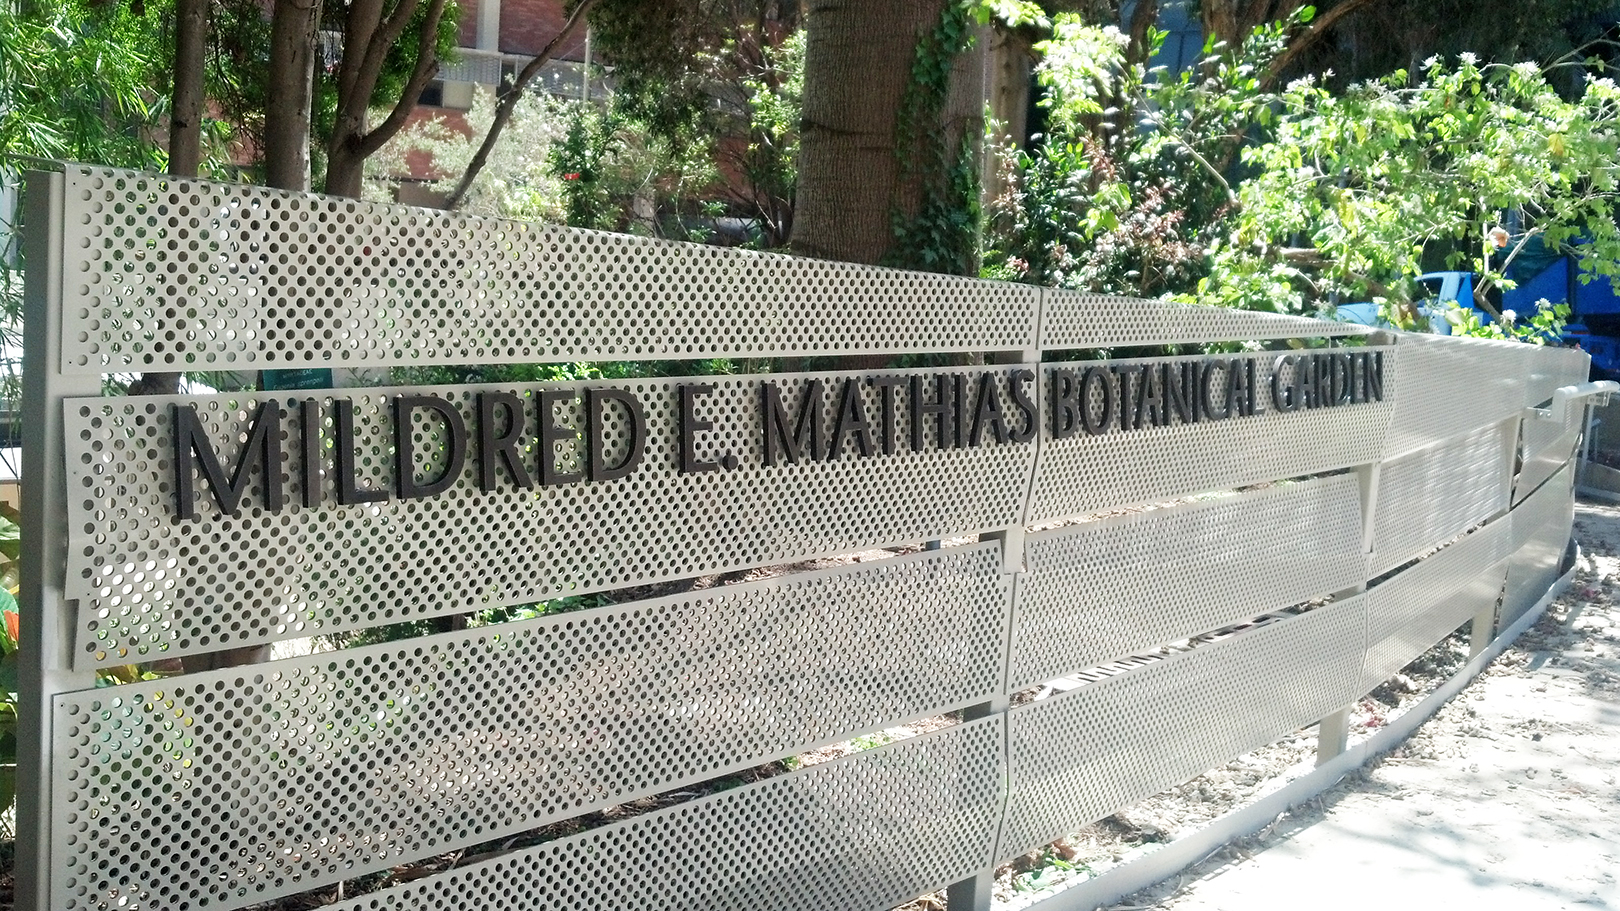 MILDRED E. MATHIAS BOTANICAL GARDEN